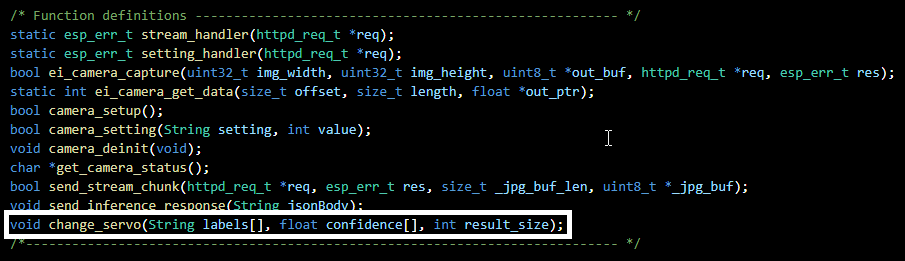 /* Function definitions ------------------------------------------------------- */
static esp_err_t stream_handler(httpd_req_t *req);
static esp_err_t setting_handler(httpd_req_t *req);
bool ei_camera_capture(uint32_t img_width, uint32_t img_height, uint8_t *out_buf, httpd_req_t *req, esp_err_t res);
static int ei_camera_get_data(size_t offset, size_t length, float *out_ptr);
bool camera_setup();
bool camera_setting(String setting, int value);
void camera_deinit(void);
char *get_camera_status();
bool send_stream_chunk(httpd_req_t *req, esp_err_t res, size_t _jpg_buf_len, uint8_t *_jpg_buf);
void send_inference_response(String jsonBody);
void change_servo(String labels[], float confidence[], int result_size);
/*----------------------------------------------------------------------------- */